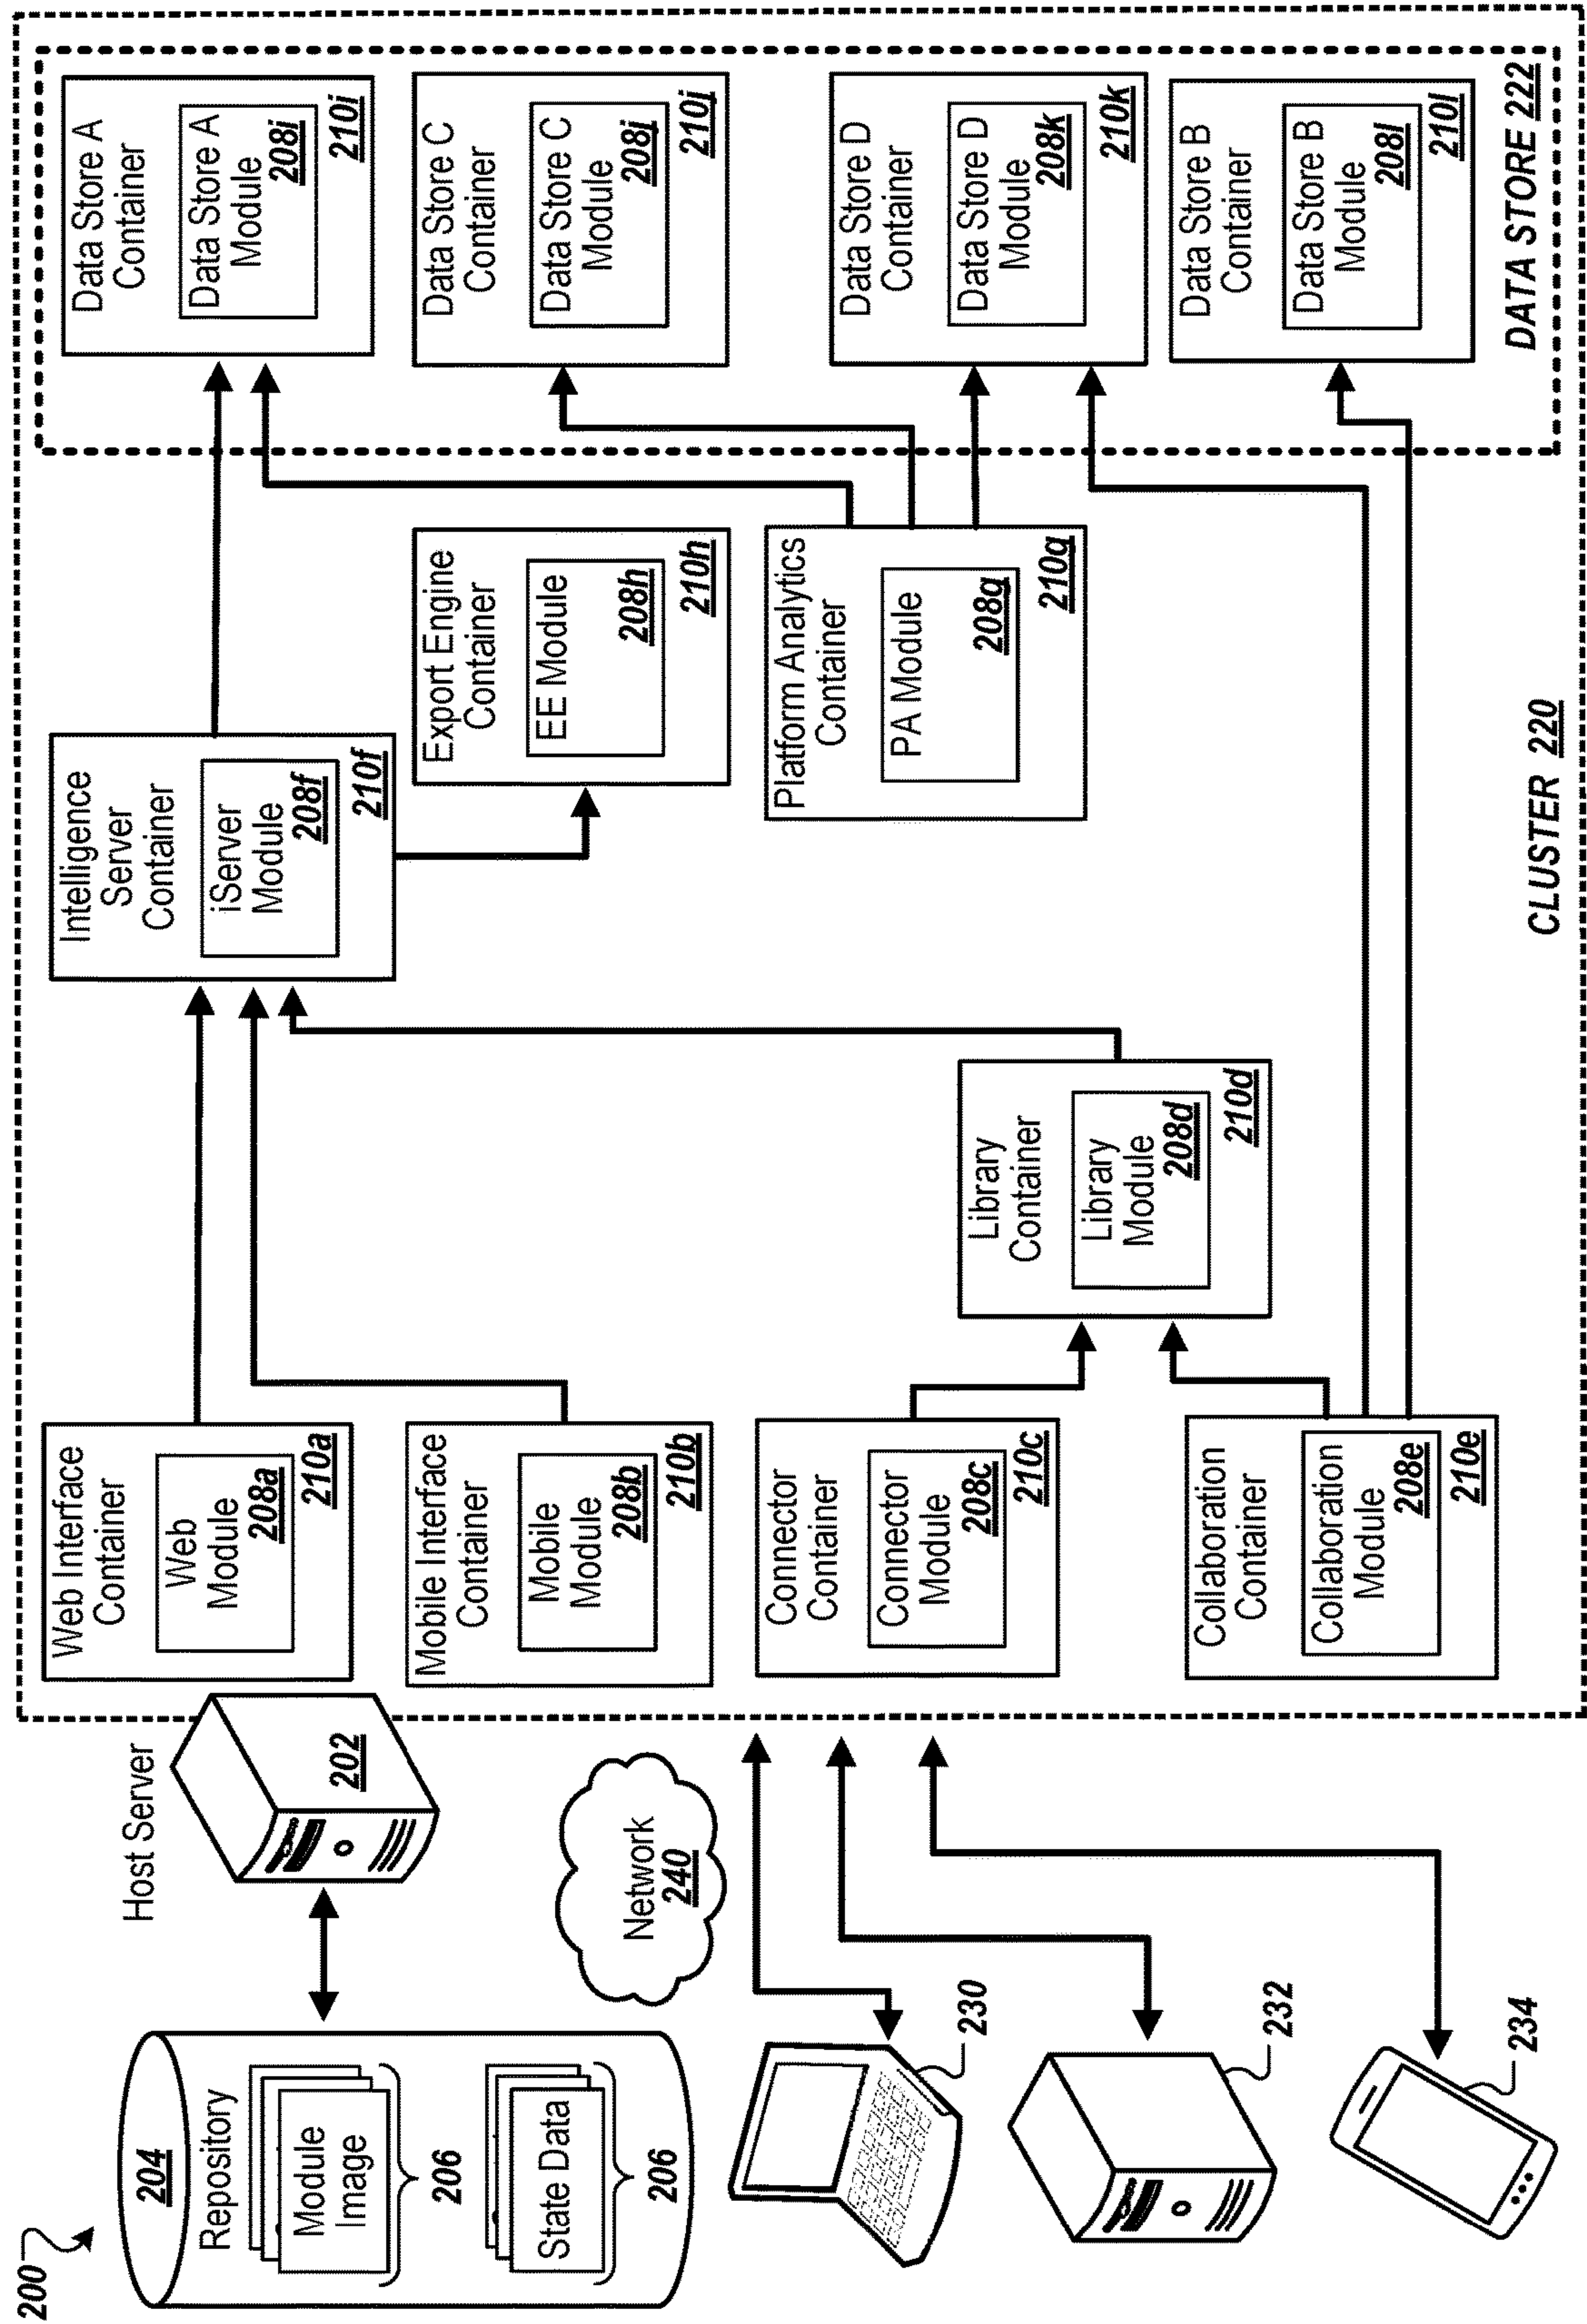 200
204
Repository
Module
Image
206
State Data
206
Host Server
202
Network
240
230
232
234
Web Interface
Container
Web
Module
208a
210a
Mobile Interface
Container
Mobile
Module
208b
210b
Connector
Container
Connector
Module
208c
210c
Collaboration
Container
Collaboration
Module
208e
210e
Library
Container
Library
Module
208d
210d
Intelligence
Server
Container
iServer
Module
208f
210f
Export Engine
Container
EE Module
208h
210h
Platform Analytics
Container
PA Module
208g
210g
Data Store A
Container
Data Store A
Module
208i
210i
Data Store C
Container
Data Store C
Module
208j
210j
Data Store D
Container
Data Store D
Module
208k
210k
Data Store B
Container
Data Store B
Module
208l
210l
DATA STORE 222
CLUSTER 220